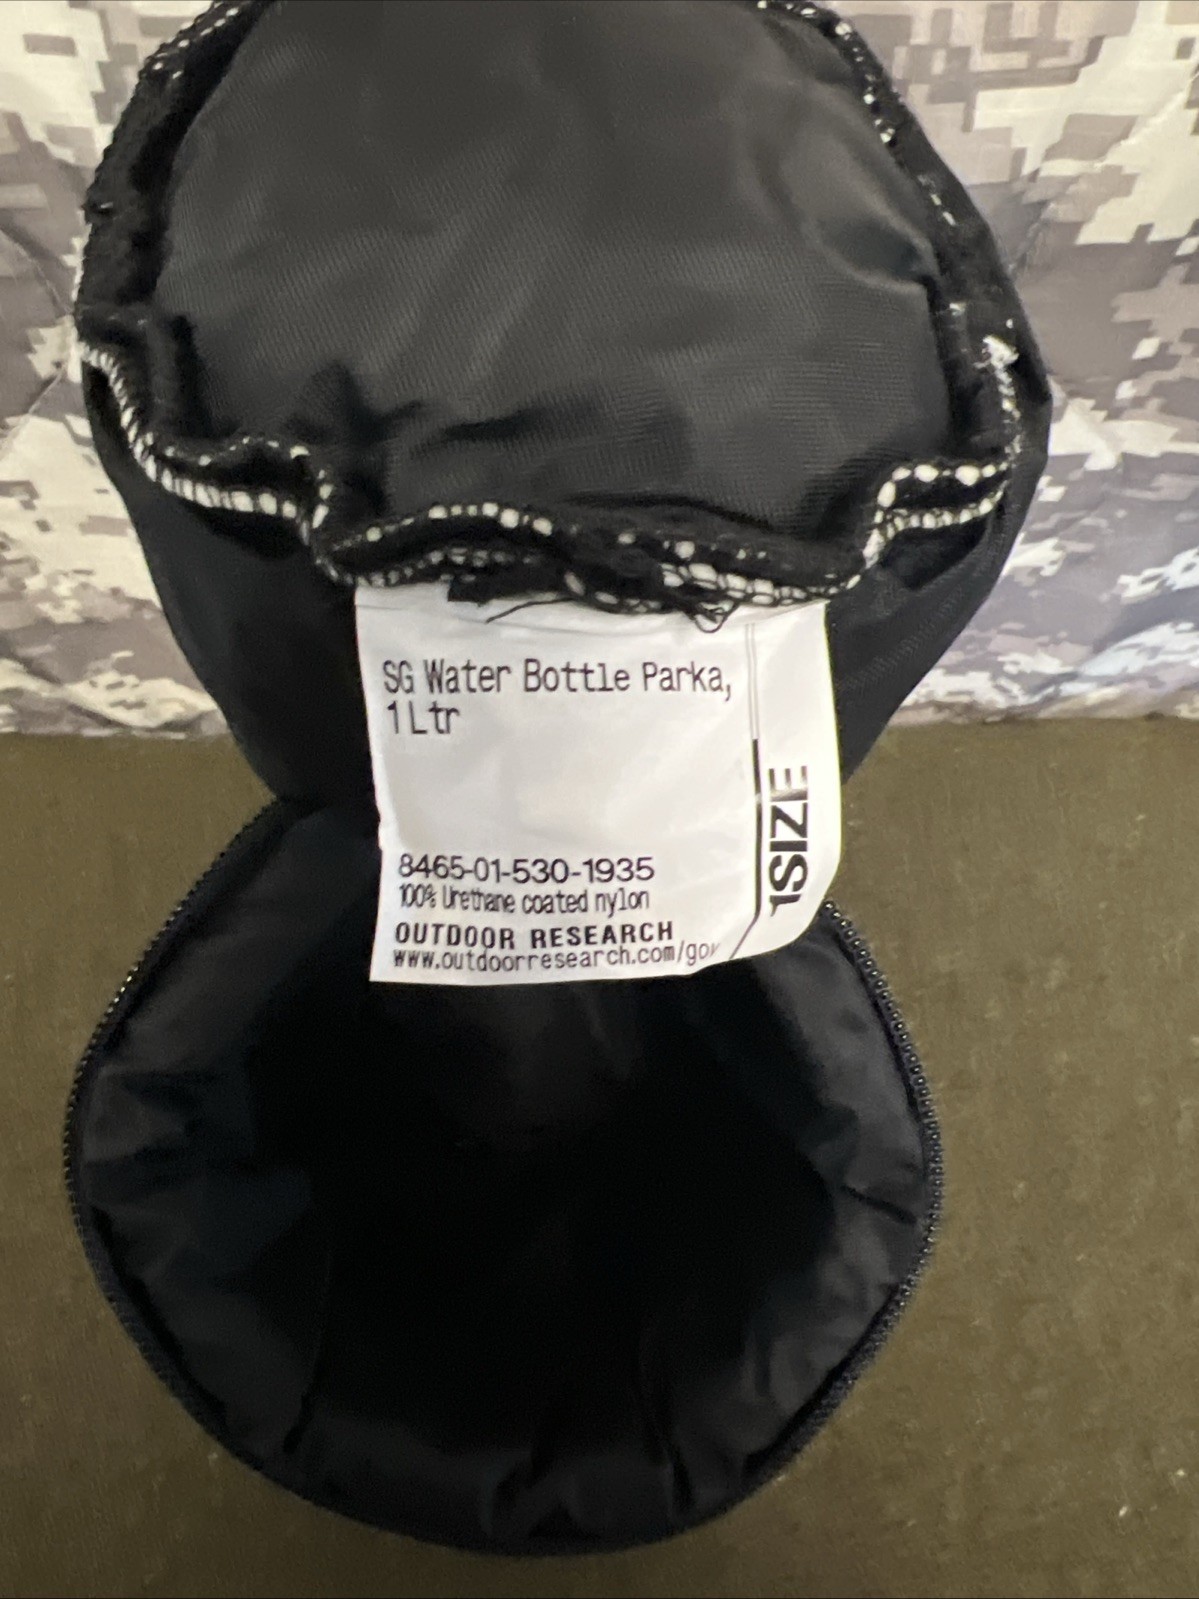 SG Water Bottle Parka,
1 Ltr
8465-01-530-1935
100% Urethane coated nylon
OUTDOOR RESEARCH
www.outdoorresearch.com/gov
1SIZE